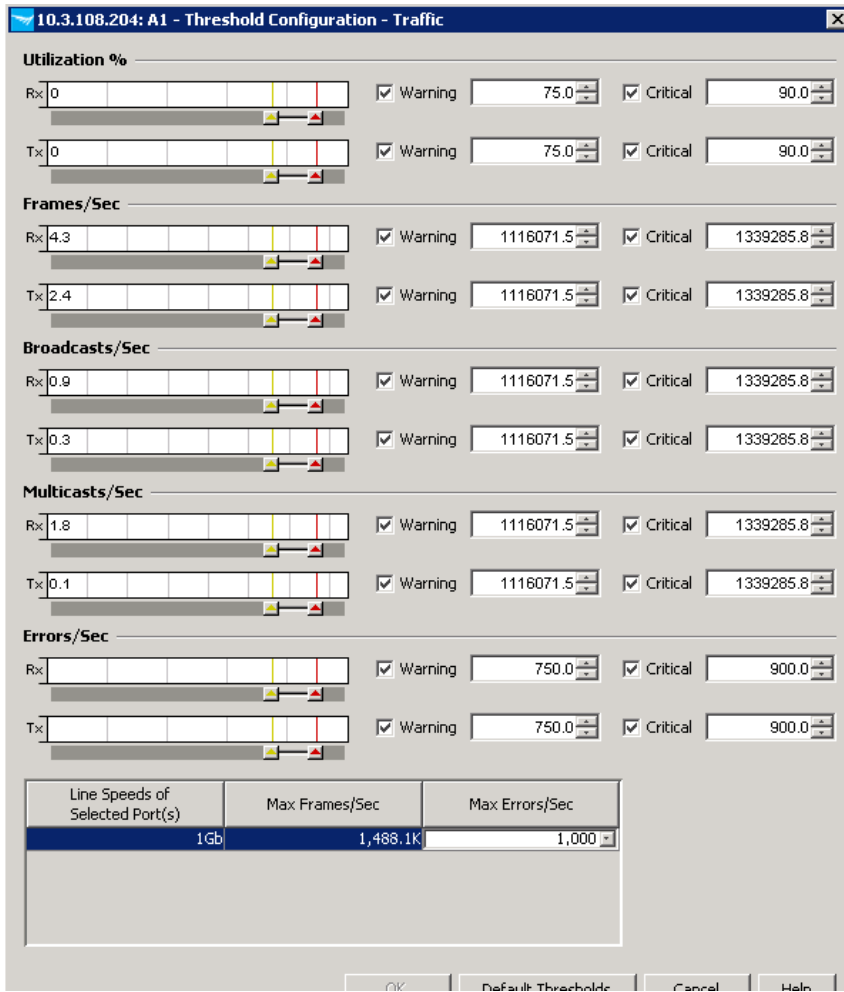 10.3.108.204: A1 - Threshold Configuration - Traffic
Utilization %
Rx 0 Warning 75.0 Critical 90.0
Tx 0 Warning 75.0 Critical 90.0
Frames/Sec
Rx 4.3 Warning 1116071.5 Critical 1339285.8
Tx 2.4 Warning 1116071.5 Critical 1339285.8
Broadcasts/Sec
Rx 0.9 Warning 1116071.5 Critical 1339285.8
Tx 0.3 Warning 1116071.5 Critical 1339285.8
Multicasts/Sec
Rx 1.8 Warning 1116071.5 Critical 1339285.8
Tx 0.1 Warning 1116071.5 Critical 1339285.8
Errors/Sec
Rx Warning 750.0 Critical 900.0
Tx Warning 750.0 Critical 900.0
Line Speeds of
Selected Port(s) Max Frames/Sec Max Errors/Sec
1Gb 1,488.1K 1,000
OK Default Thresholds Cancel Help